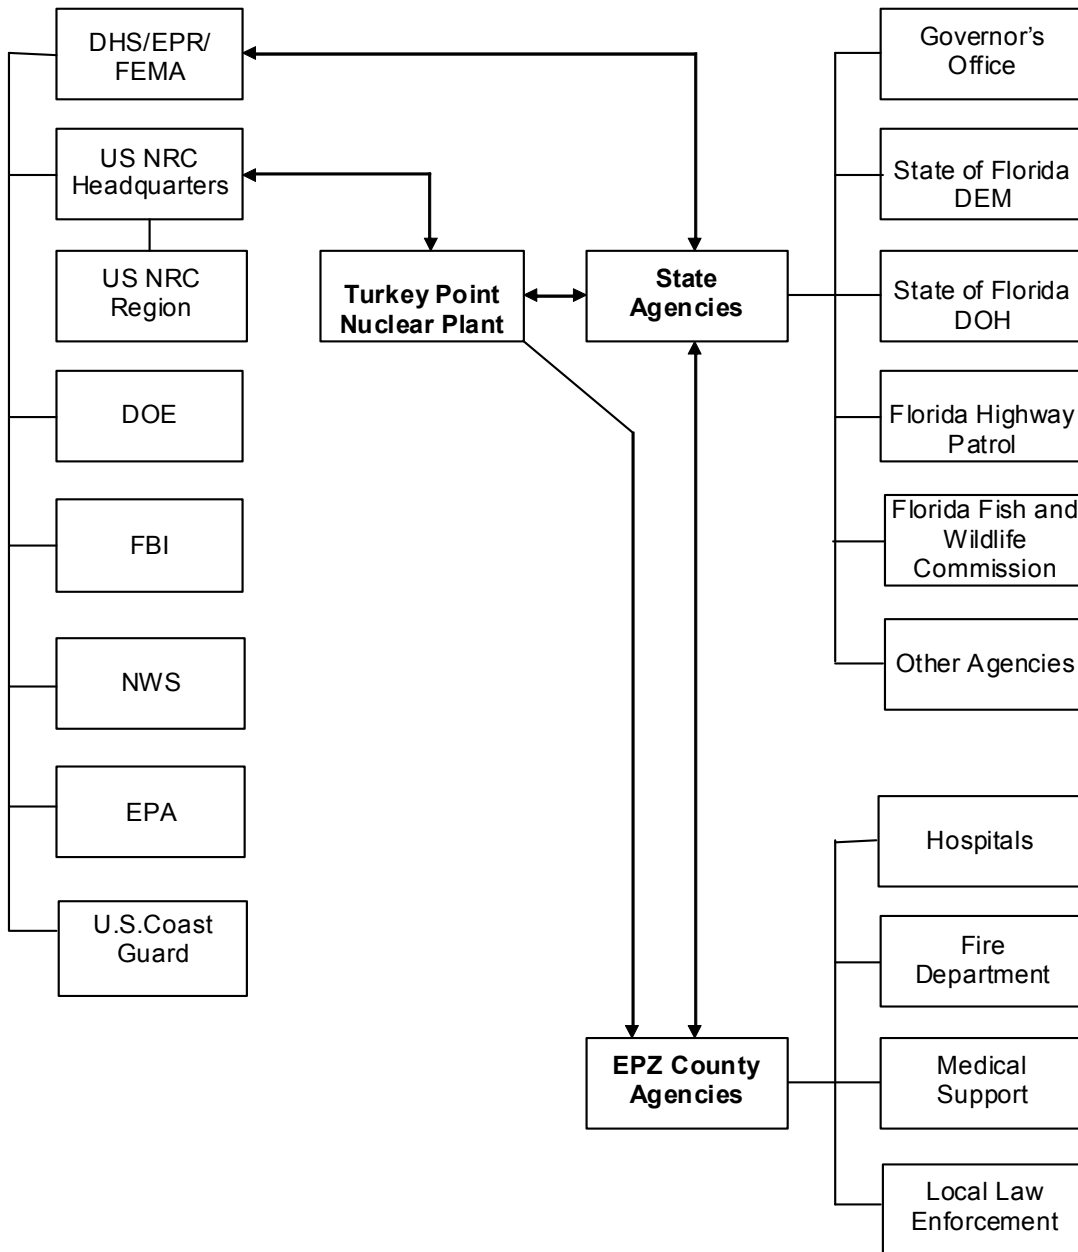 DHS/EPR/
FEMA
US NRC
Headquarters
US NRC
Region
DOE
FBI
NWS
EPA
U.S.Coast
Guard
Turkey Point
Nuclear Plant
State
Agencies
EPZ County
Agencies
Governor's
Office
State of Florida
DEM
State of Florida
DOH
Florida Highway
Patrol
Florida Fish and
Wildlife
Commission
Other Agencies
Hospitals
Fire
Department
Medical
Support
Local Law
Enforcement